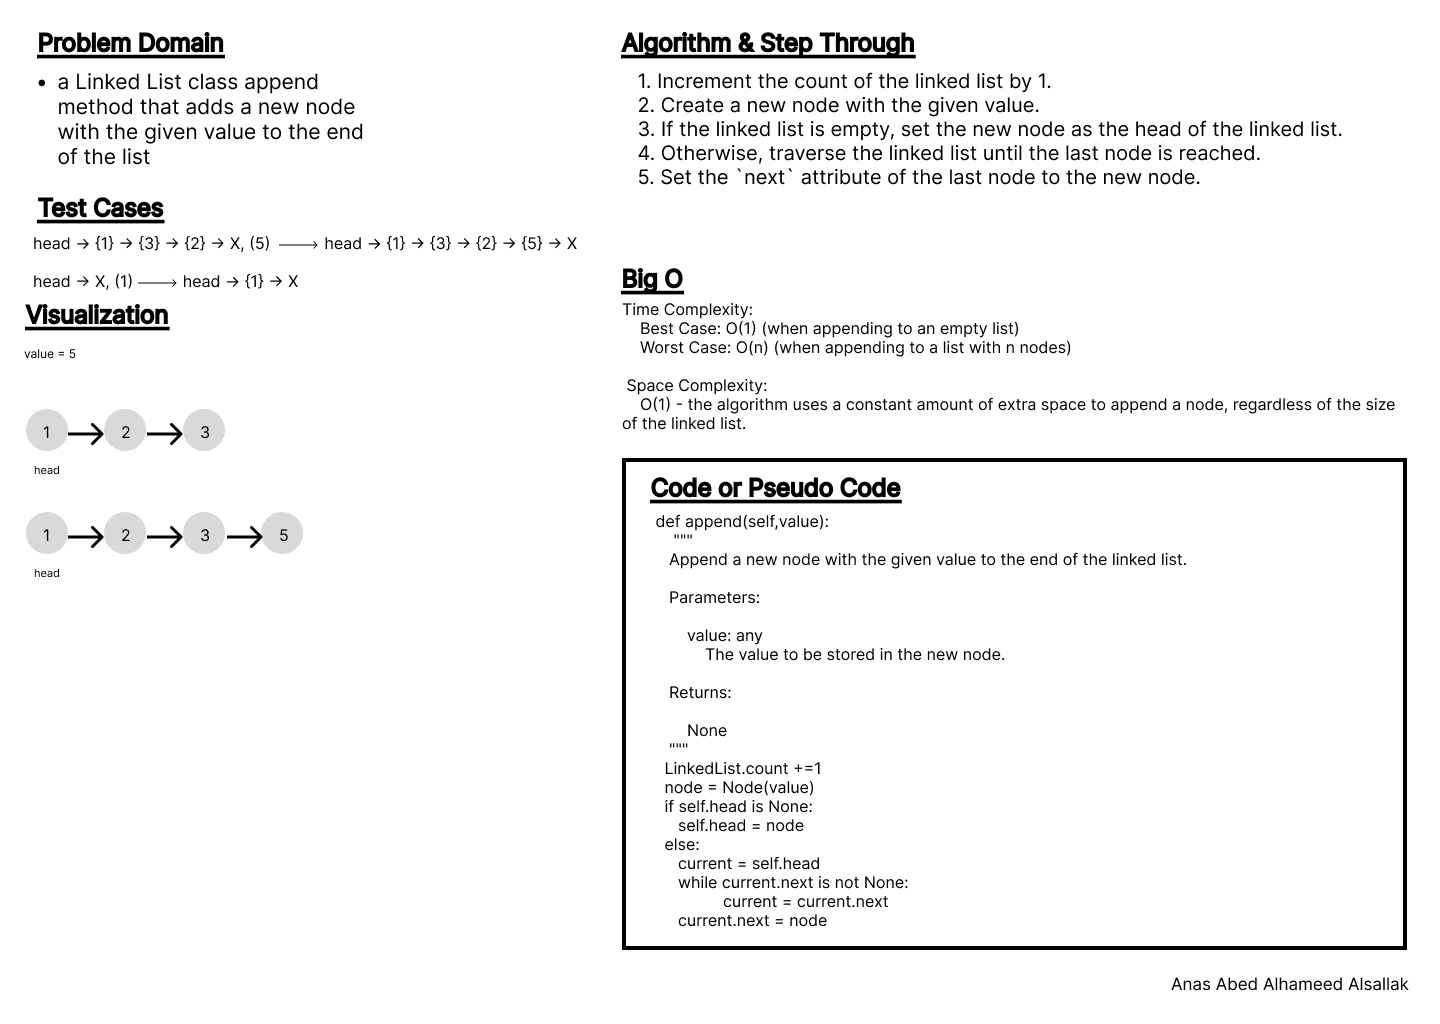 Problem Domain
• a Linked List class append
method that adds a new node
with the given value to the end
of the list
Test Cases
head → {1} → {3} → {2} → X, (5) ⟶ head → {1} → {3} → {2} → {5} → X
head → X, (1) ⟶ head → {1} → X
Visualization
value = 5
1 → 2 → 3
head
1 → 2 → 3 → 5
head
Algorithm & Step Through
1. Increment the count of the linked list by 1.
2. Create a new node with the given value.
3. If the linked list is empty, set the new node as the head of the linked list.
4. Otherwise, traverse the linked list until the last node is reached.
5. Set the `next` attribute of the last node to the new node.
Big O
Time Complexity:
Best Case: O(1) (when appending to an empty list)
Worst Case: O(n) (when appending to a list with n nodes)
Space Complexity:
O(1) - the algorithm uses a constant amount of extra space to append a node, regardless of the size
of the linked list.
Code or Pseudo Code
def append(self,value):
"""
Append a new node with the given value to the end of the linked list.
Parameters:
value: any
The value to be stored in the new node.
Returns:
None
"""
LinkedList.count +=1
node = Node(value)
if self.head is None:
self.head = node
else:
current = self.head
while current.next is not None:
current = current.next
current.next = node
Anas Abed Alhameed Alsallak